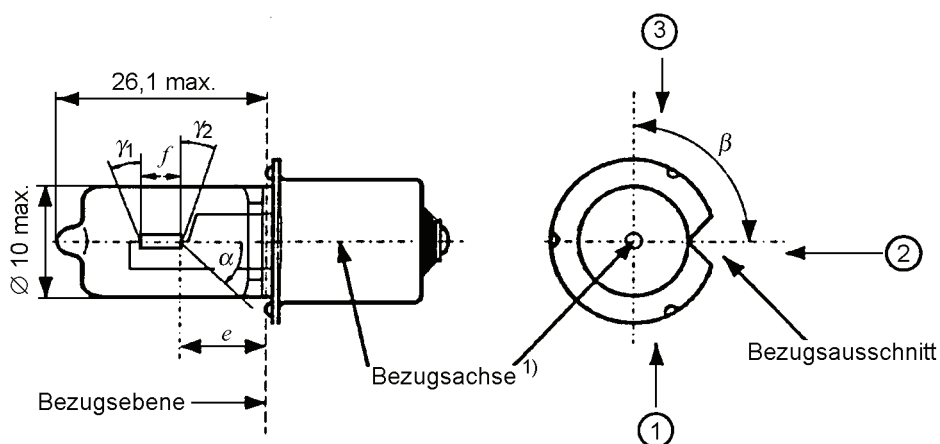 ③
26,1 max.
γ1 f γ2
β
Ø 10 max.
α
②
e
Bezugsachse 1)
Bezugsausschnitt
Bezugsebene
①